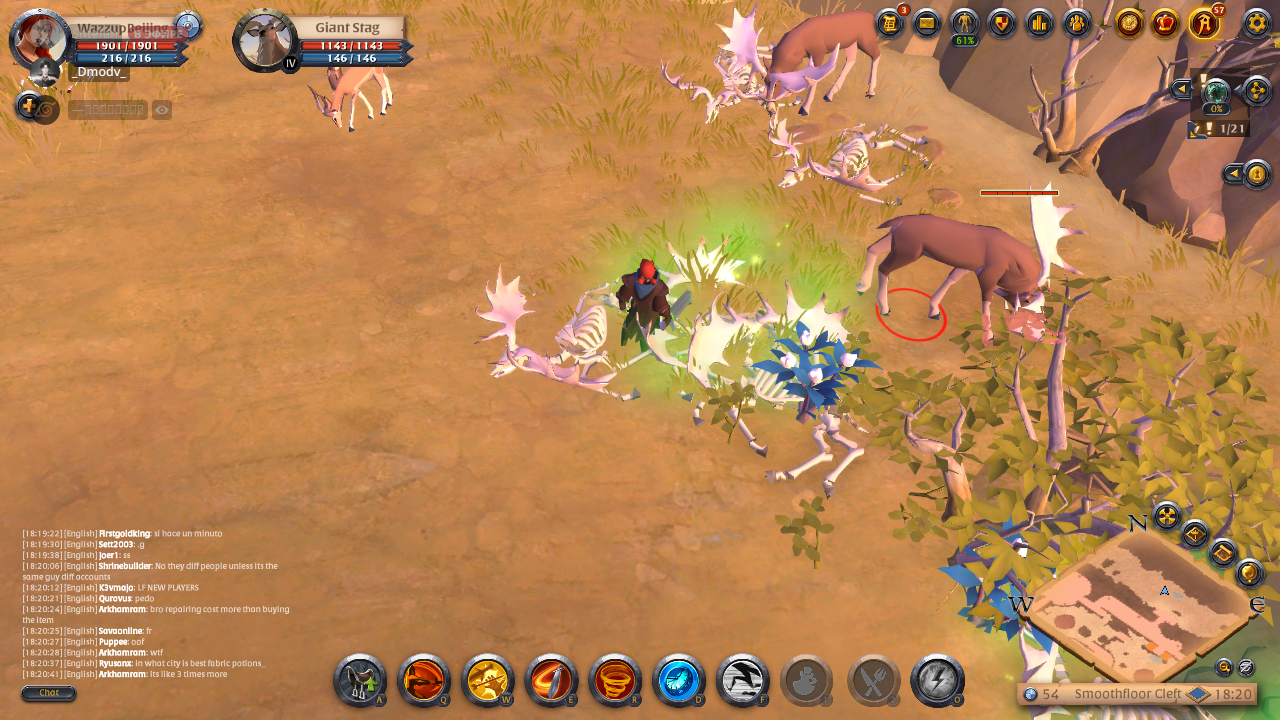 WazzupBeijing
1901 / 1901
216 / 216
_Dmodv_
Giant Stag
1143 / 1143
146 / 146
IV
3
61%
57
0%
1/21
[18:19:22] [English] Firstgoldking: si hace un minuto
[18:19:30] [English] Sett2003: .g
[18:19:38] [English] Joer1: ss
[18:20:06] [English] Shrinebuilder: No they diff people unless its
the same guy diff accounts
[18:20:12] [English] K3vmojo: LF NEW PLAYERS
[18:20:21] [English] Quravus: pedo
[18:20:24] [English] Arkhamram: bro repairing cost more than buying
the item
[18:20:25] [English] Savaonline: fr
[18:20:27] [English] Puppee: oof
[18:20:28] [English] Arkhamram: wtf
[18:20:37] [English] Ryusanx: in what city is best fabric potions_
[18:20:41] [English] Arkhamram: its like 3 times more
Chat
A
Q
W
E
R
D
F
N
W
E
54
Smoothfloor Cleft
18:20